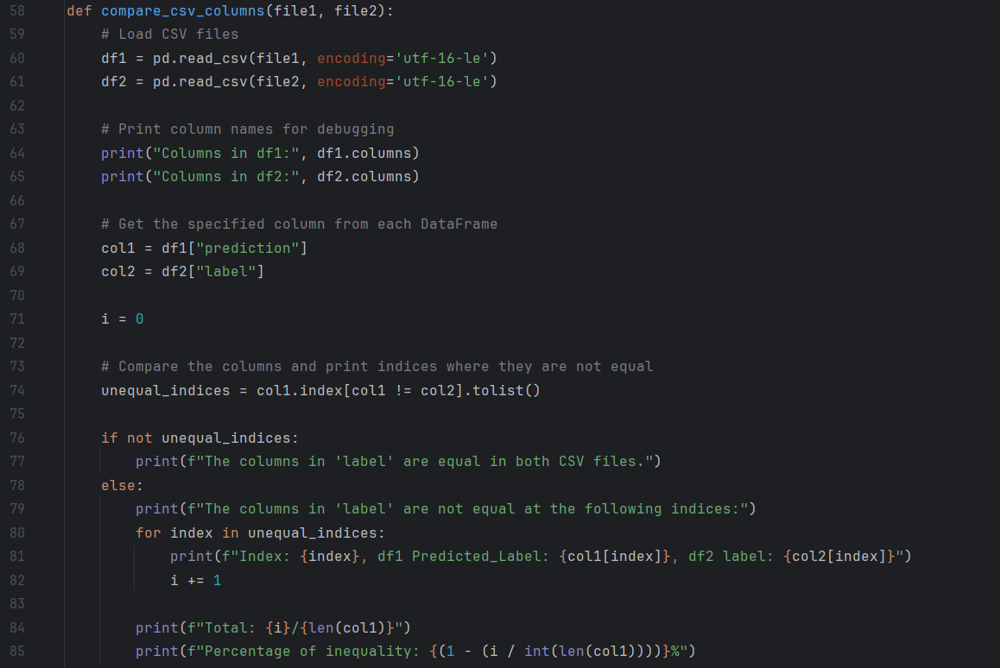 58 def compare_csv_columns(file1, file2):
59     # Load CSV files
60     df1 = pd.read_csv(file1, encoding='utf-16-le')
61     df2 = pd.read_csv(file2, encoding='utf-16-le')
62
63     # Print column names for debugging
64     print("Columns in df1:", df1.columns)
65     print("Columns in df2:", df2.columns)
66
67     # Get the specified column from each DataFrame
68     col1 = df1["prediction"]
69     col2 = df2["label"]
70
71     i = 0
72
73     # Compare the columns and print indices where they are not equal
74     unequal_indices = col1.index[col1 != col2].tolist()
75
76     if not unequal_indices:
77         print(f"The columns in 'label' are equal in both CSV files.")
78     else:
79         print(f"The columns in 'label' are not equal at the following indices:")
80         for index in unequal_indices:
81             print(f"Index: {index}, df1 Predicted_Label: {col1[index]}, df2 label: {col2[index]}")
82             i += 1
83
84         print(f"Total: {i}/{len(col1)}")
85         print(f"Percentage of inequality: {(1 - (i / int(len(col1))))}%")